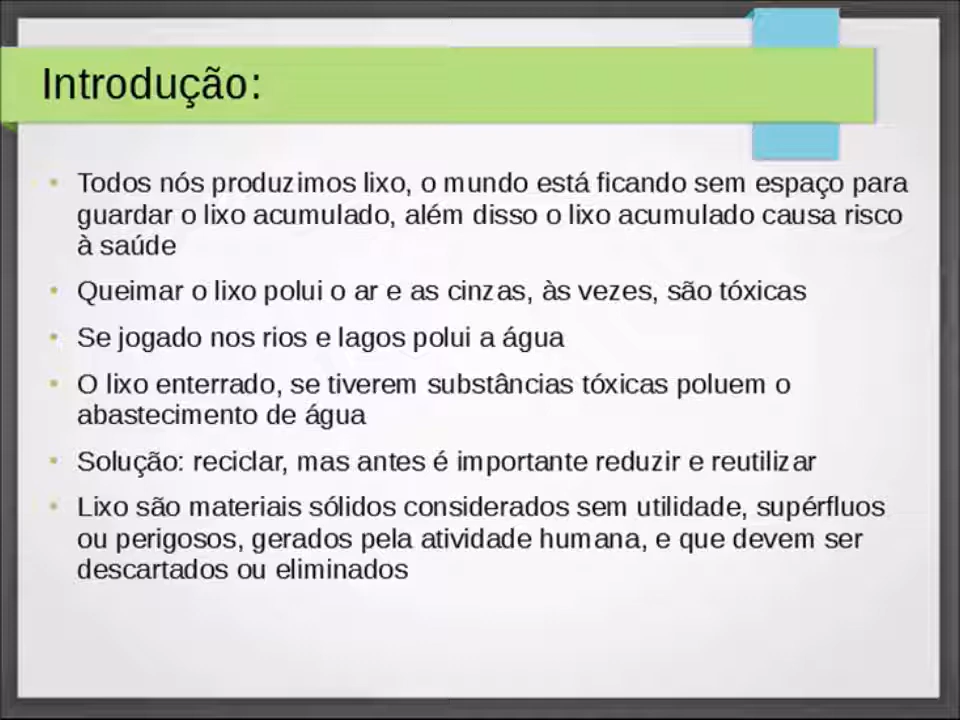 Introdução:
Todos nós produzimos lixo, o mundo está ficando sem espaço para
guardar o lixo acumulado, além disso o lixo acumulado causa risco
à saúde
Queimar o lixo polui o ar e as cinzas, às vezes, são tóxicas
Se jogado nos rios e lagos polui a água
O lixo enterrado, se tiverem substâncias tóxicas poluem o
abastecimento de água
Solução: reciclar, mas antes é importante reduzir e reutilizar
Lixo são materiais sólidos considerados sem utilidade, supérfluos
ou perigosos, gerados pela atividade humana, e que devem ser
descartados ou eliminados